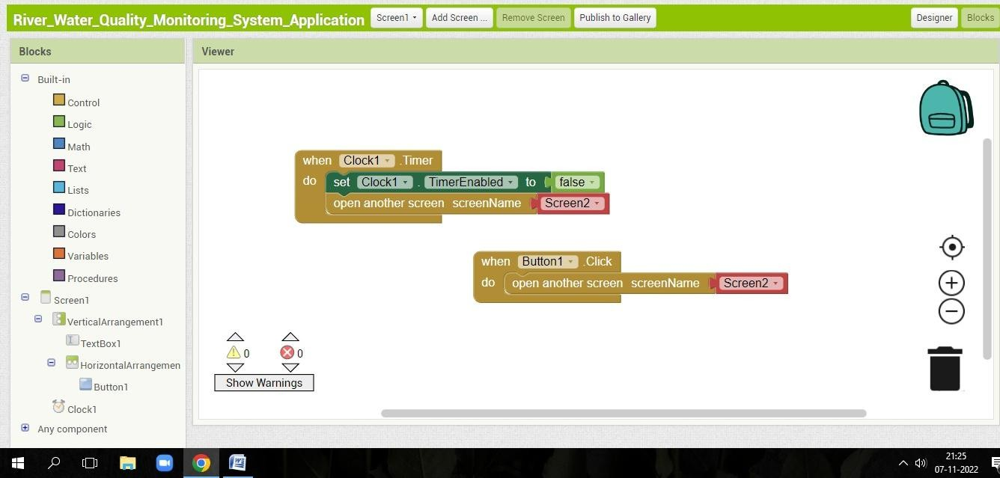 River_Water_Quality_Monitoring_System_Application Screen1 Add Screen ... Remove Screen Publish to Gallery Designer Blocks
Blocks
Viewer
Built-in
Control
Logic
Math
Text
Lists
Dictionaries
Colors
Variables
Procedures
Screen1
VerticalArrangement1
TextBox1
HorizontalArrangemen
Button1
Clock1
Any component
when Clock1 .Timer
do set Clock1 . TimerEnabled to false
open another screen screenName Screen2
when Button1 .Click
do open another screen screenName Screen2
0 0
Show Warnings
21:25
07-11-2022